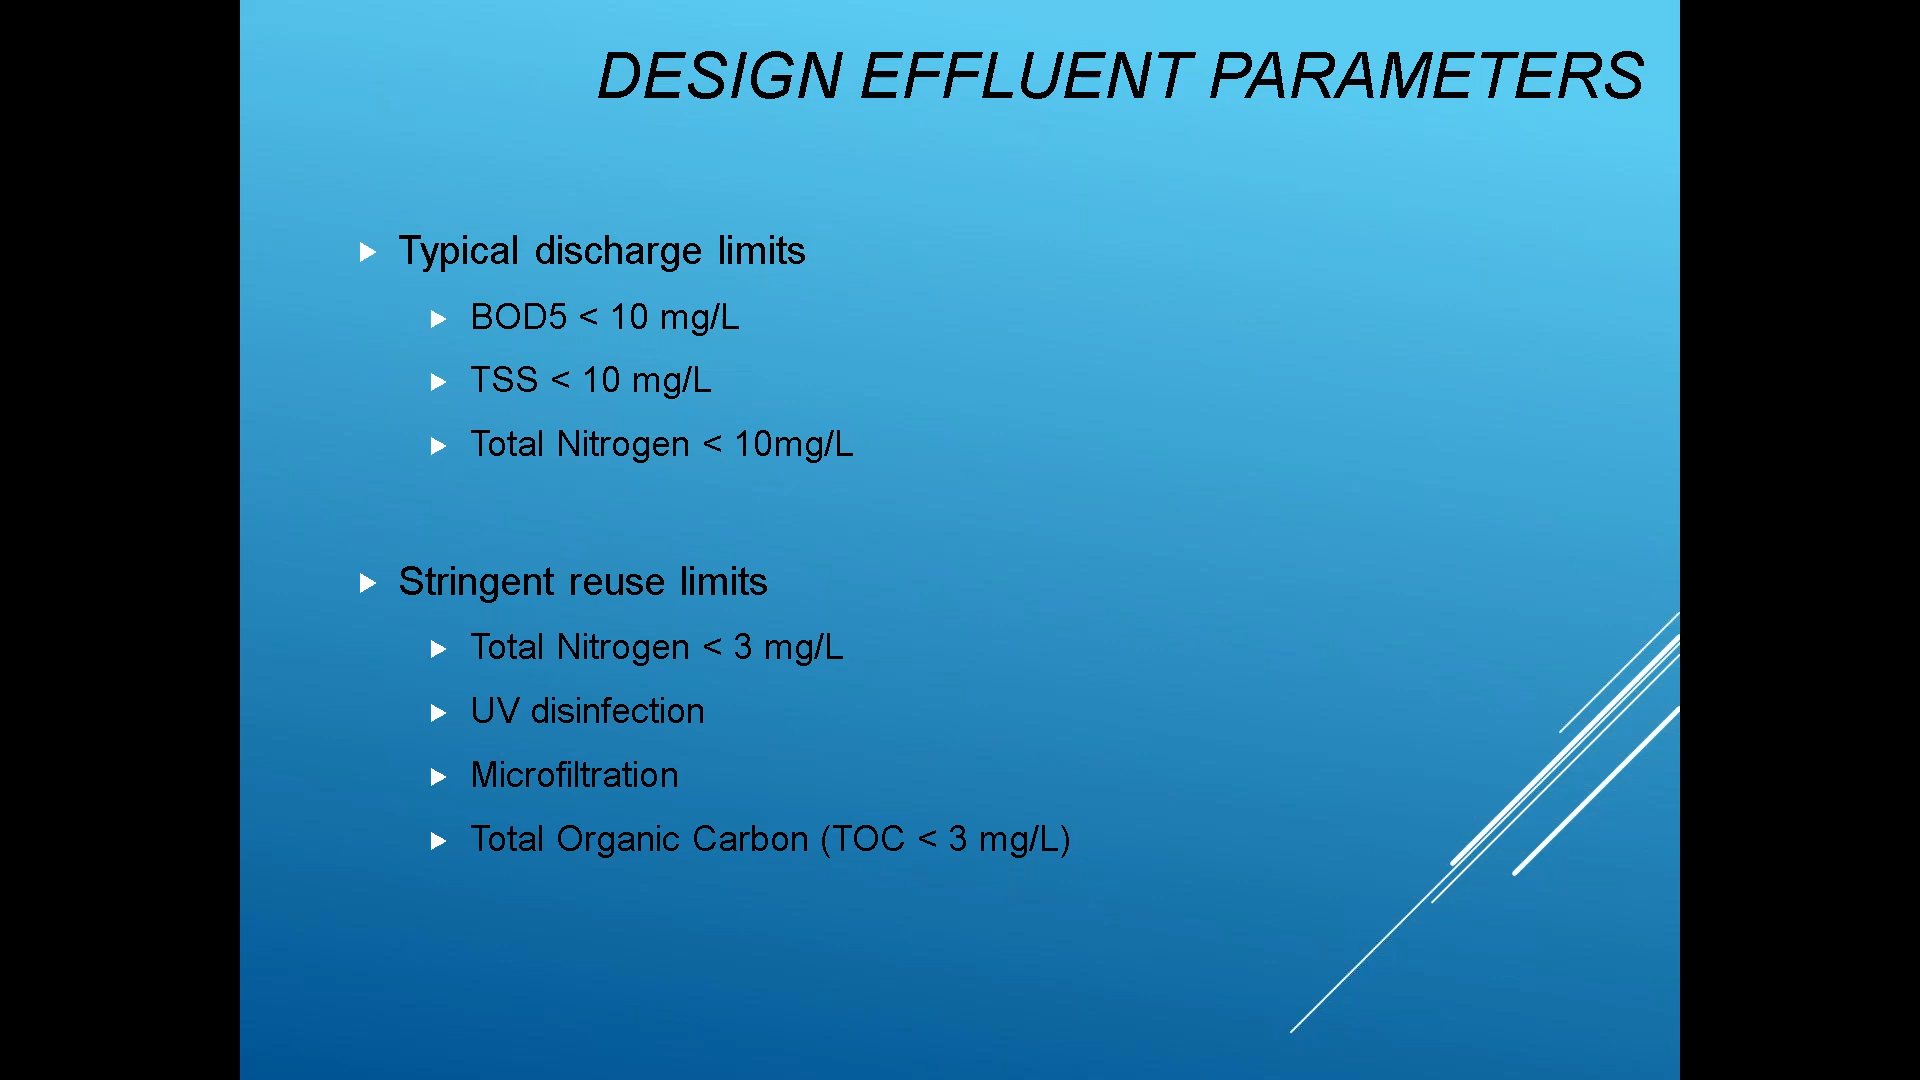 DESIGN EFFLUENT PARAMETERS
Typical discharge limits
BOD5 < 10 mg/L
TSS < 10 mg/L
Total Nitrogen < 10mg/L
Stringent reuse limits
Total Nitrogen < 3 mg/L
UV disinfection
Microfiltration
Total Organic Carbon (TOC < 3 mg/L)